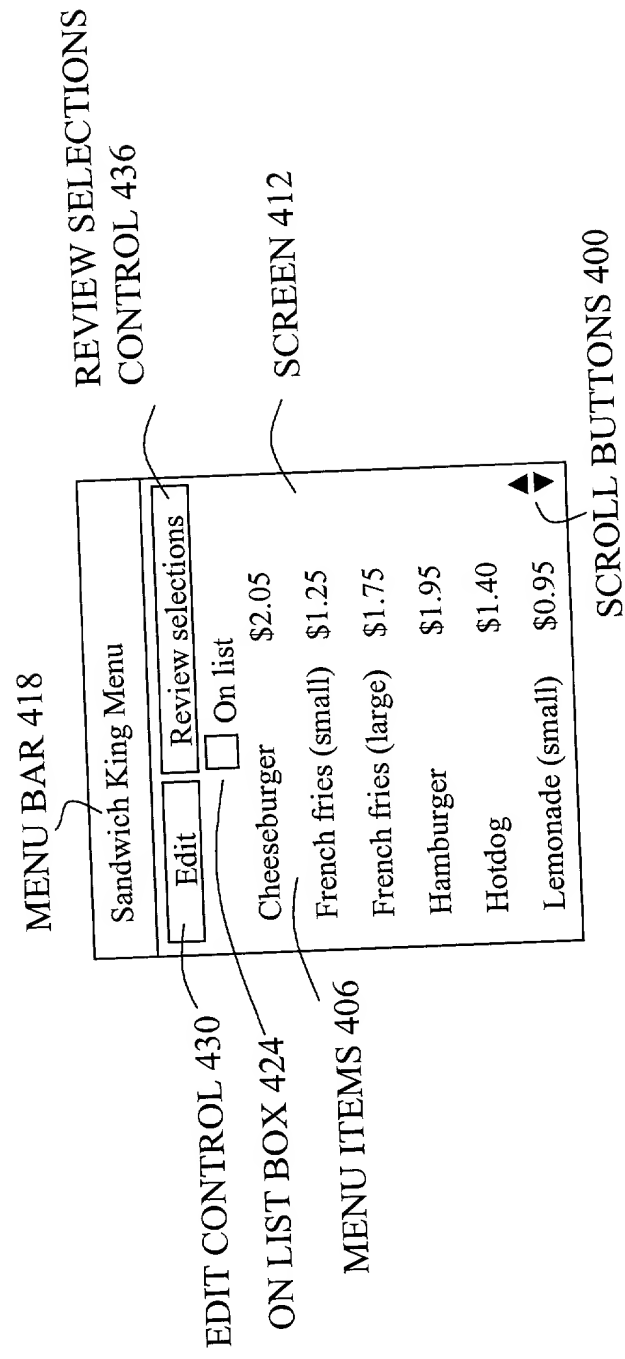 MENU BAR 418
REVIEW SELECTIONS
CONTROL 436
Sandwich King Menu
Edit
Review selections
EDIT CONTROL 430
On list
ON LIST BOX 424
SCREEN 412
Cheeseburger $2.05
French fries (small) $1.25
French fries (large) $1.75
Hamburger $1.95
Hotdog $1.40
Lemonade (small) $0.95
MENU ITEMS 406
SCROLL BUTTONS 400